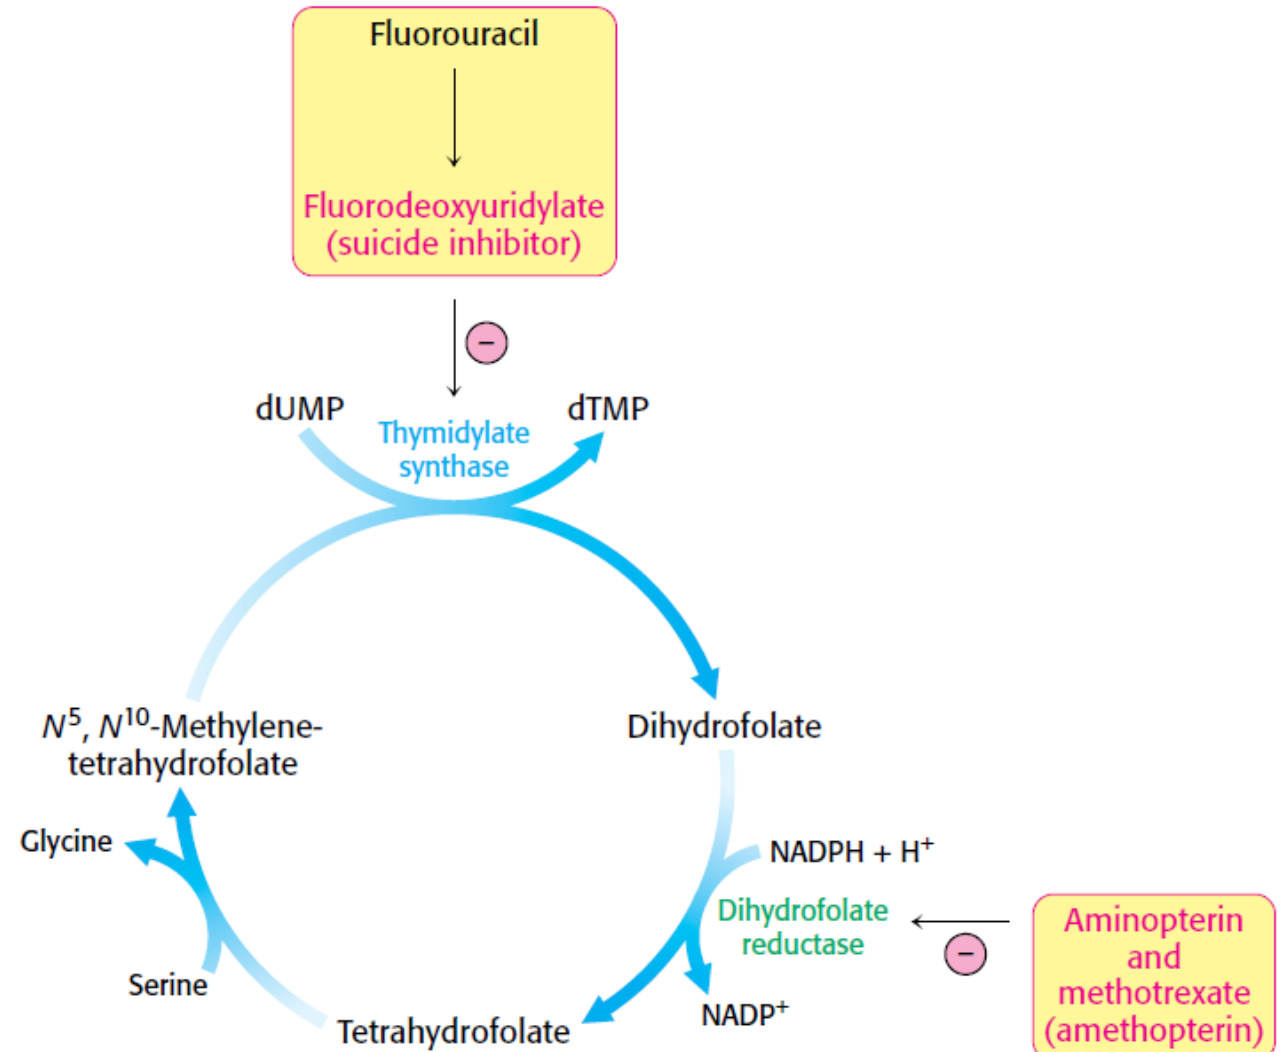 Fluorouracil
Fluorodeoxyuridylate
(suicide inhibitor)
−
dUMP
dTMP
Thymidylate
synthase
N⁵, N¹⁰-Methylene-
tetrahydrofolate
Dihydrofolate
Glycine
NADPH + H⁺
Dihydrofolate
reductase
−
Aminopterin
and
methotrexate
(amethopterin)
Serine
NADP⁺
Tetrahydrofolate